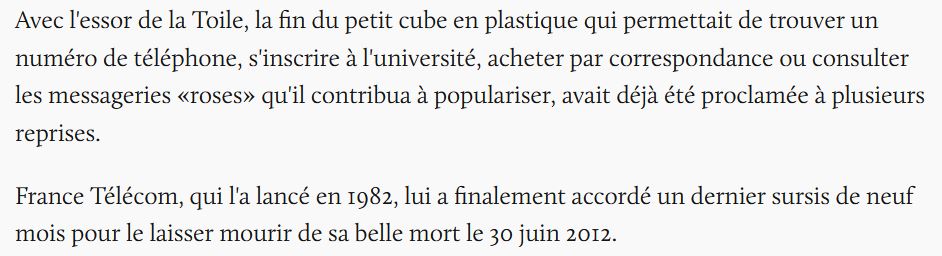 Avec l'essor de la Toile, la fin du petit cube en plastique qui permettait de trouver un
numéro de téléphone, s'inscrire à l'université, acheter par correspondance ou consulter
les messageries «roses» qu'il contribua à populariser, avait déjà été proclamée à plusieurs
reprises.
France Télécom, qui l'a lancé en 1982, lui a finalement accordé un dernier sursis de neuf
mois pour le laisser mourir de sa belle mort le 30 juin 2012.